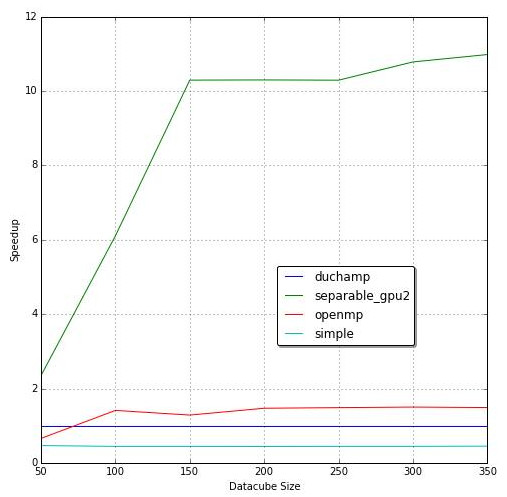 12
10
8
6
4
2
0
Speedup
duchamp
separable_gpu2
openmp
simple
50 100 150 200 250 300 350
Datacube Size